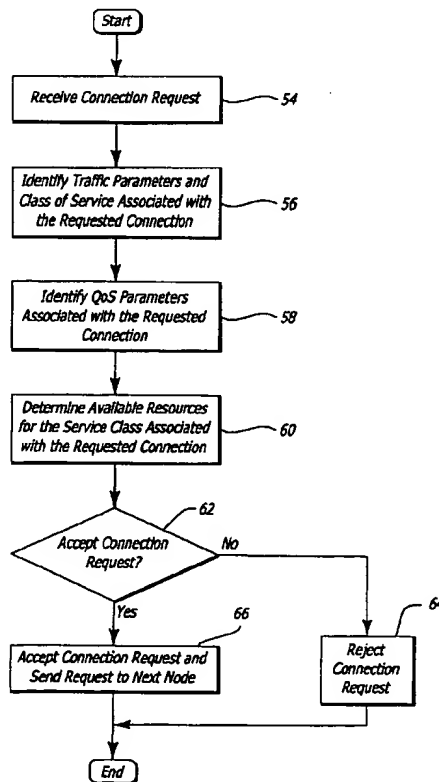 Start
Receive Connection Request
54
Identify Traffic Parameters and
Class of Service Associated with
the Requested Connection
56
Identify QoS Parameters
Associated with the Requested
Connection
58
Determine Available Resources
for the Service Class Associated
with the Requested Connection
60
62
Accept Connection
Request?
No
Yes
66
64
Accept Connection Request and
Send Request to Next Node
Reject
Connection
Request
End